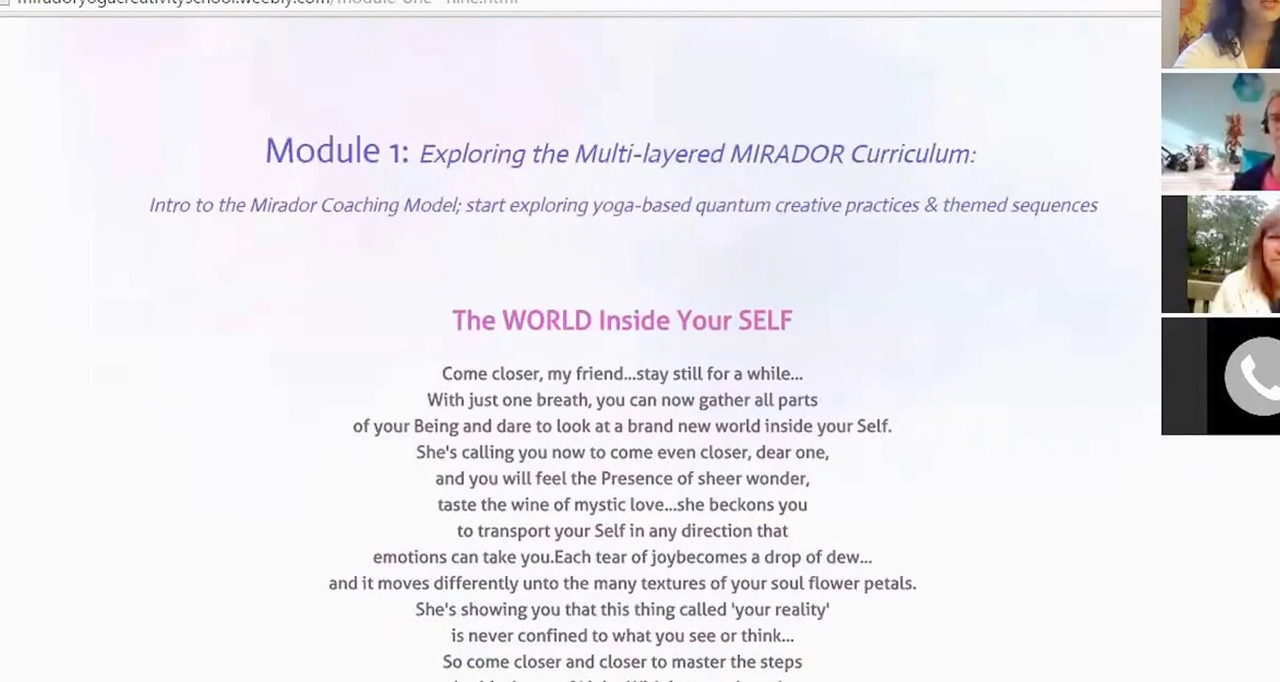 miradoryogacreativityschool.weebly.com/module-one---nine.html
Module 1: Exploring the Multi-layered MIRADOR Curriculum:
Intro to the Mirador Coaching Model; start exploring yoga-based quantum creative practices & themed sequences
The WORLD Inside Your SELF
Come closer, my friend...stay still for a while...
With just one breath, you can now gather all parts
of your Being and dare to look at a brand new world inside your Self.
She's calling you now to come even closer, dear one,
and you will feel the Presence of sheer wonder,
taste the wine of mystic love...she beckons you
to transport your Self in any direction that
emotions can take you.Each tear of joybecomes a drop of dew...
and it moves differently unto the many textures of your soul flower petals.
She's showing you that this thing called 'your reality'
is never confined to what you see or think...
So come closer and closer to master the steps